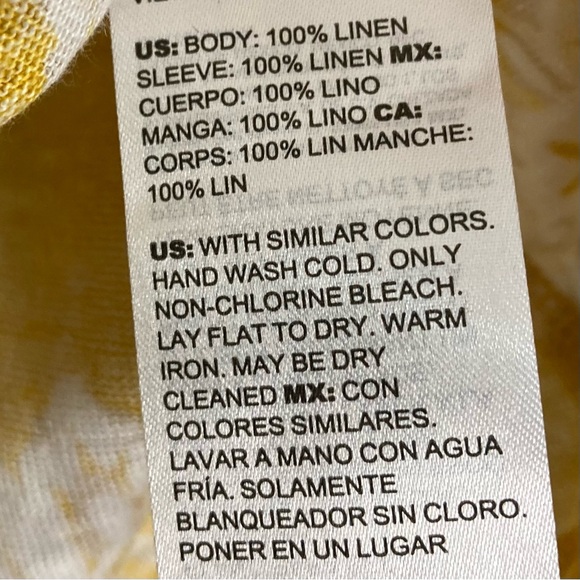 US: BODY: 100% LINEN
SLEEVE: 100% LINEN MX:
CUERPO: 100% LINO
MANGA: 100% LINO CA:
CORPS: 100% LIN MANCHE:
100% LIN
US: WITH SIMILAR COLORS.
HAND WASH COLD. ONLY
NON-CHLORINE BLEACH.
LAY FLAT TO DRY. WARM
IRON. MAY BE DRY
CLEANED MX: CON
COLORES SIMILARES.
LAVAR A MANO CON AGUA
FRÍA. SOLAMENTE
BLANQUEADOR SIN CLORO.
PONER EN UN LUGAR